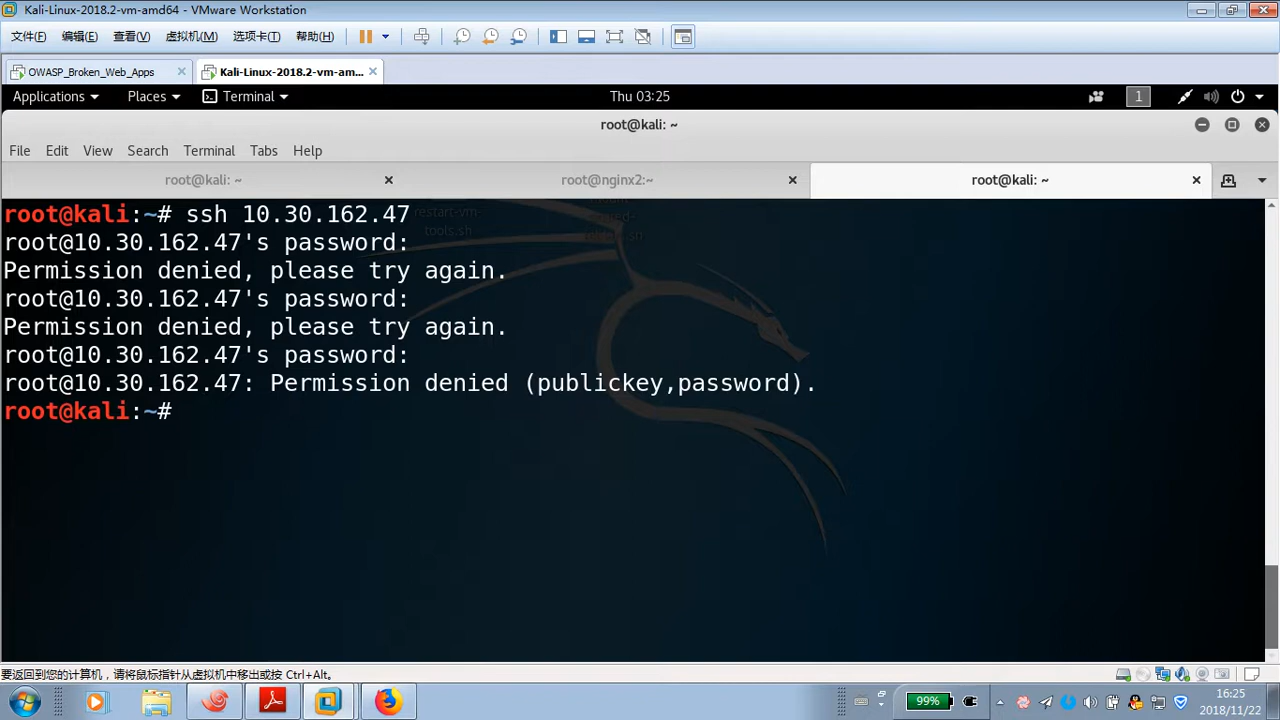 Kali-Linux-2018.2-vm-amd64 - VMware Workstation
文件(F) 编辑(E) 查看(V) 虚拟机(M) 选项卡(T) 帮助(H)
OWASP_Broken_Web_Apps Kali-Linux-2018.2-vm-am...
Applications Places Terminal Thu 03:25 1
root@kali: ~
File Edit View Search Terminal Tabs Help
root@kali: ~ root@nginx2:~ root@kali: ~
root@kali:~# ssh 10.30.162.47
restart-vm
tools.sh
root@10.30.162.47's password:
Permission denied, please try again.
root@10.30.162.47's password:
Permission denied, please try again.
root@10.30.162.47's password:
root@10.30.162.47: Permission denied (publickey,password).
root@kali:~#
要返回到您的计算机，请将鼠标指针从虚拟机中移出或按 Ctrl+Alt。
99% 16:25
2018/11/22